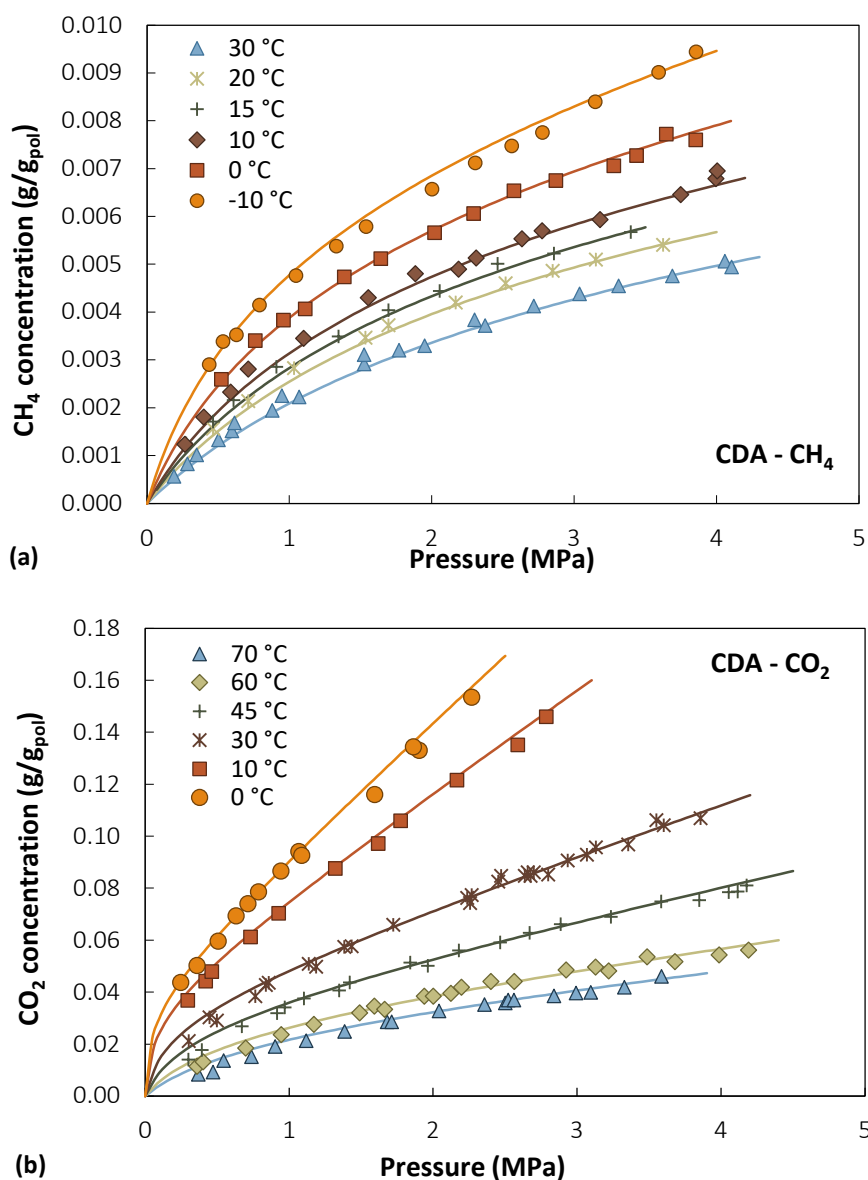 0.010
0.009
0.008
0.007
0.006
0.005
0.004
0.003
0.002
0.001
0.000
CH₄ concentration (g/g_pol)
30 °C
20 °C
15 °C
10 °C
0 °C
-10 °C
CDA - CH₄
0 1 2 3 4 5
Pressure (MPa)
(a)
0.18
0.16
0.14
0.12
0.10
0.08
0.06
0.04
0.02
0.00
CO₂ concentration (g/g_pol)
70 °C
60 °C
45 °C
30 °C
10 °C
0 °C
CDA - CO₂
0 1 2 3 4 5
Pressure (MPa)
(b)